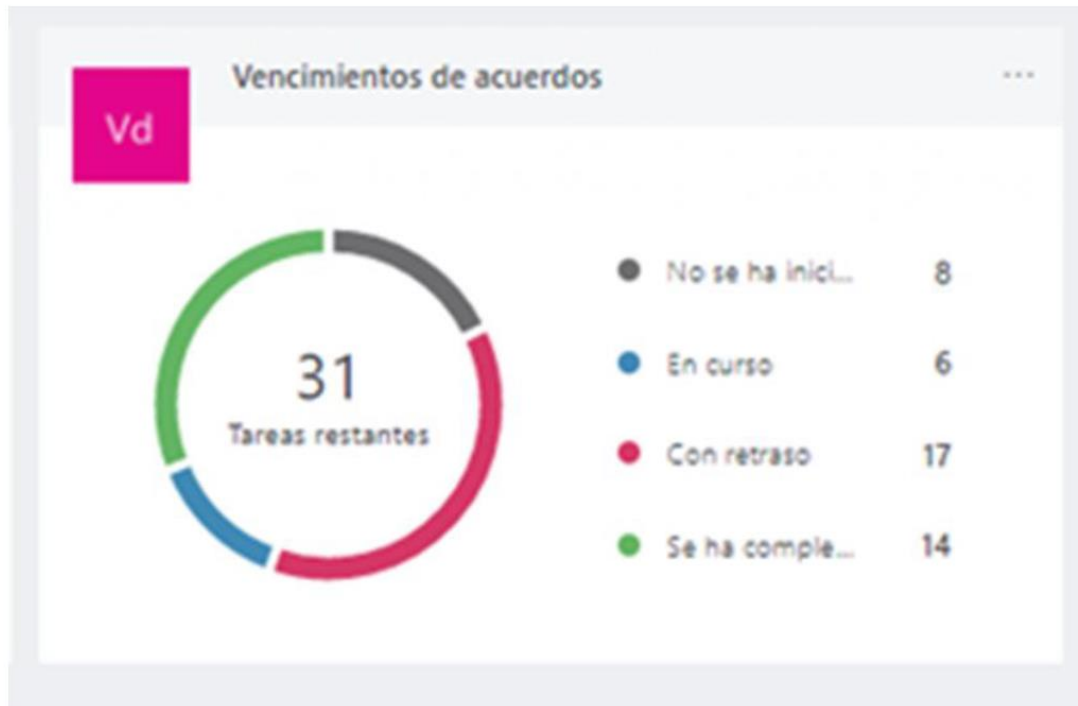 Vencimientos de acuerdos
...
Vd
31
Tareas restantes
No se ha inici... 8
En curso 6
Con retraso 17
Se ha comple... 14